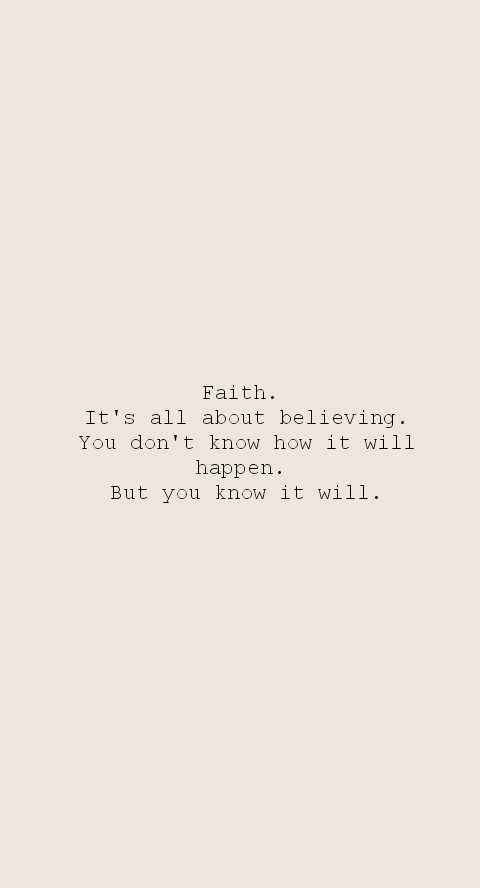 Faith.
It's all about believing.
You don't know how it will
happen.
But you know it will.